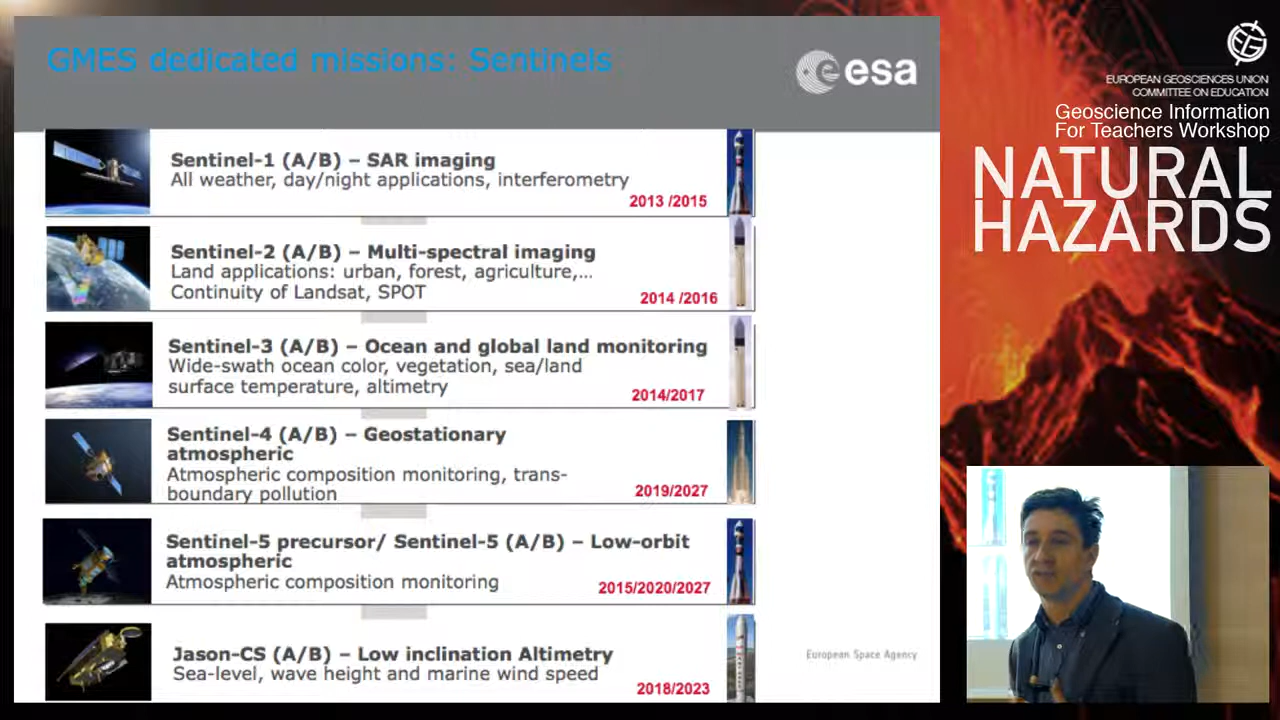 GMES dedicated missions: Sentinels
esa
Sentinel-1 (A/B) – SAR imaging
All weather, day/night applications, interferometry
2013 /2015
Sentinel-2 (A/B) – Multi-spectral imaging
Land applications: urban, forest, agriculture,...
Continuity of Landsat, SPOT
2014 /2016
Sentinel-3 (A/B) – Ocean and global land monitoring
Wide-swath ocean color, vegetation, sea/land
surface temperature, altimetry
2014/2017
Sentinel-4 (A/B) – Geostationary
atmospheric
Atmospheric composition monitoring, trans-
boundary pollution
2019/2027
Sentinel-5 precursor/ Sentinel-5 (A/B) – Low-orbit
atmospheric
Atmospheric composition monitoring
2015/2020/2027
Jason-CS (A/B) – Low inclination Altimetry
Sea-level, wave height and marine wind speed
2018/2023
European Space Agency
EUROPEAN GEOSCIENCES UNION
COMMITTEE ON EDUCATION
Geoscience Information
For Teachers Workshop
NATURAL
HAZARDS